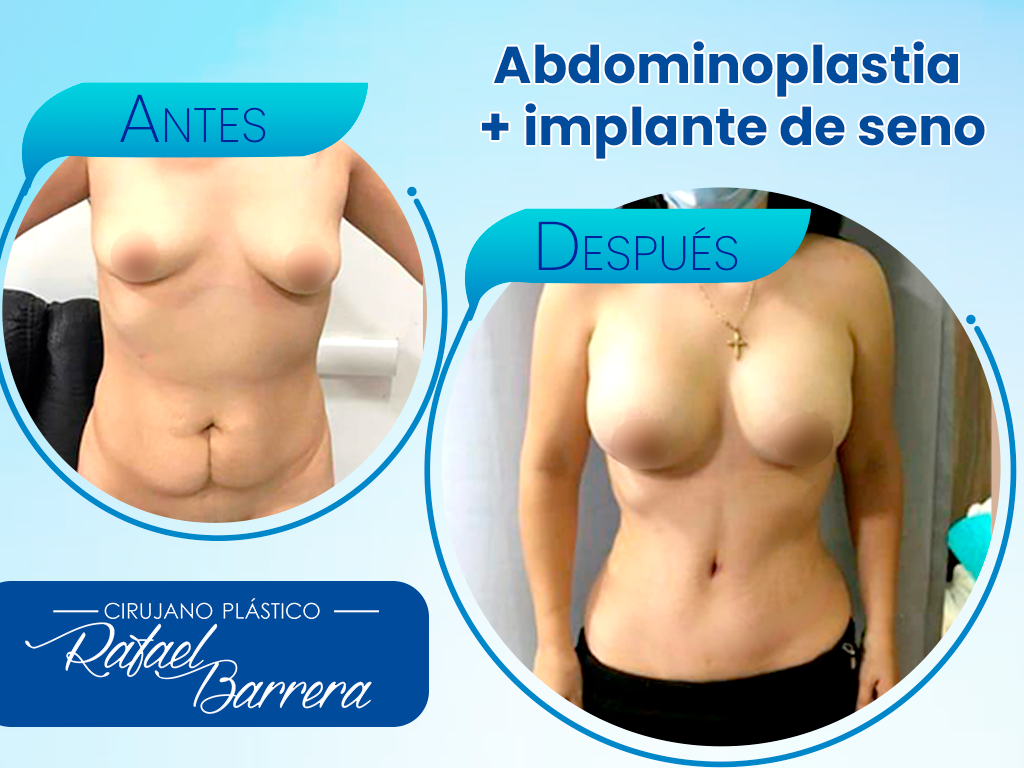 Abdominoplastia
+ implante de seno
ANTES
DESPUÉS
CIRUJANO PLÁSTICO
Rafael
Barrera